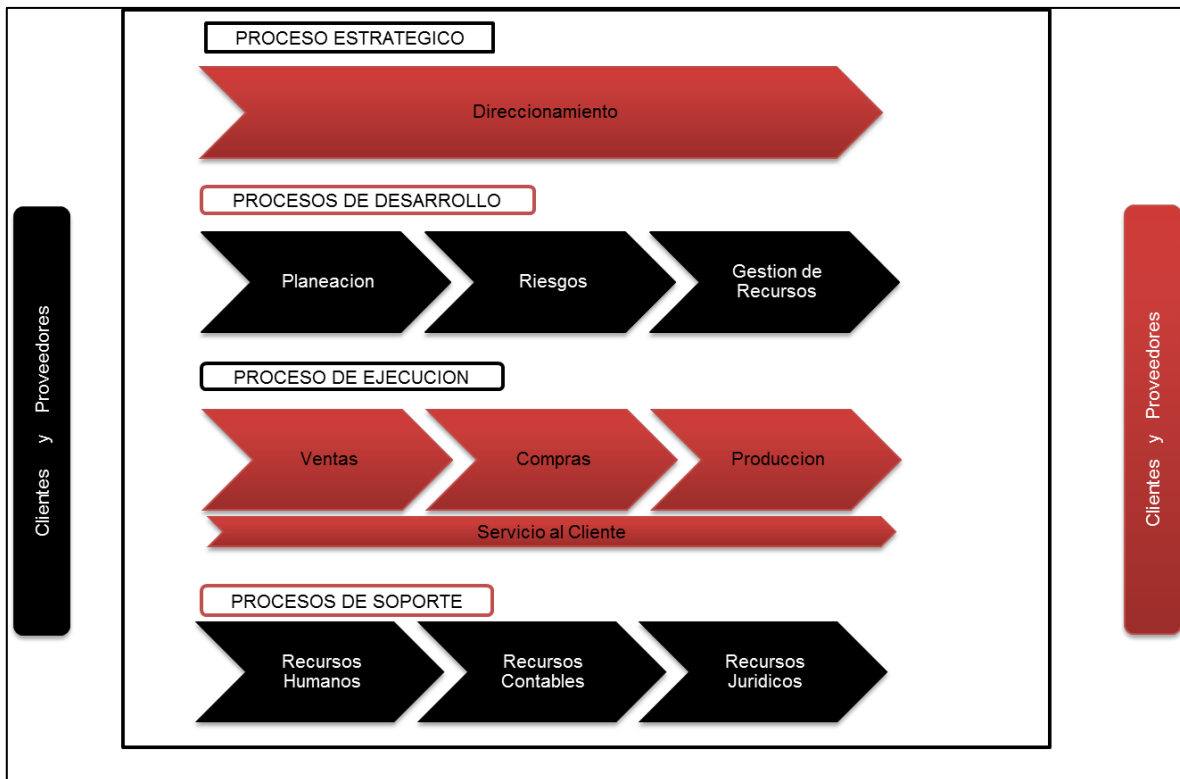 PROCESO ESTRATEGICO
Direccionamiento
PROCESOS DE DESARROLLO
Planeacion
Riesgos
Gestion de
Recursos
PROCESO DE EJECUCION
Ventas
Compras
Produccion
Servicio al Cliente
PROCESOS DE SOPORTE
Recursos
Humanos
Recursos
Contables
Recursos
Juridicos
Clientes y Proveedores
Clientes y Proveedores